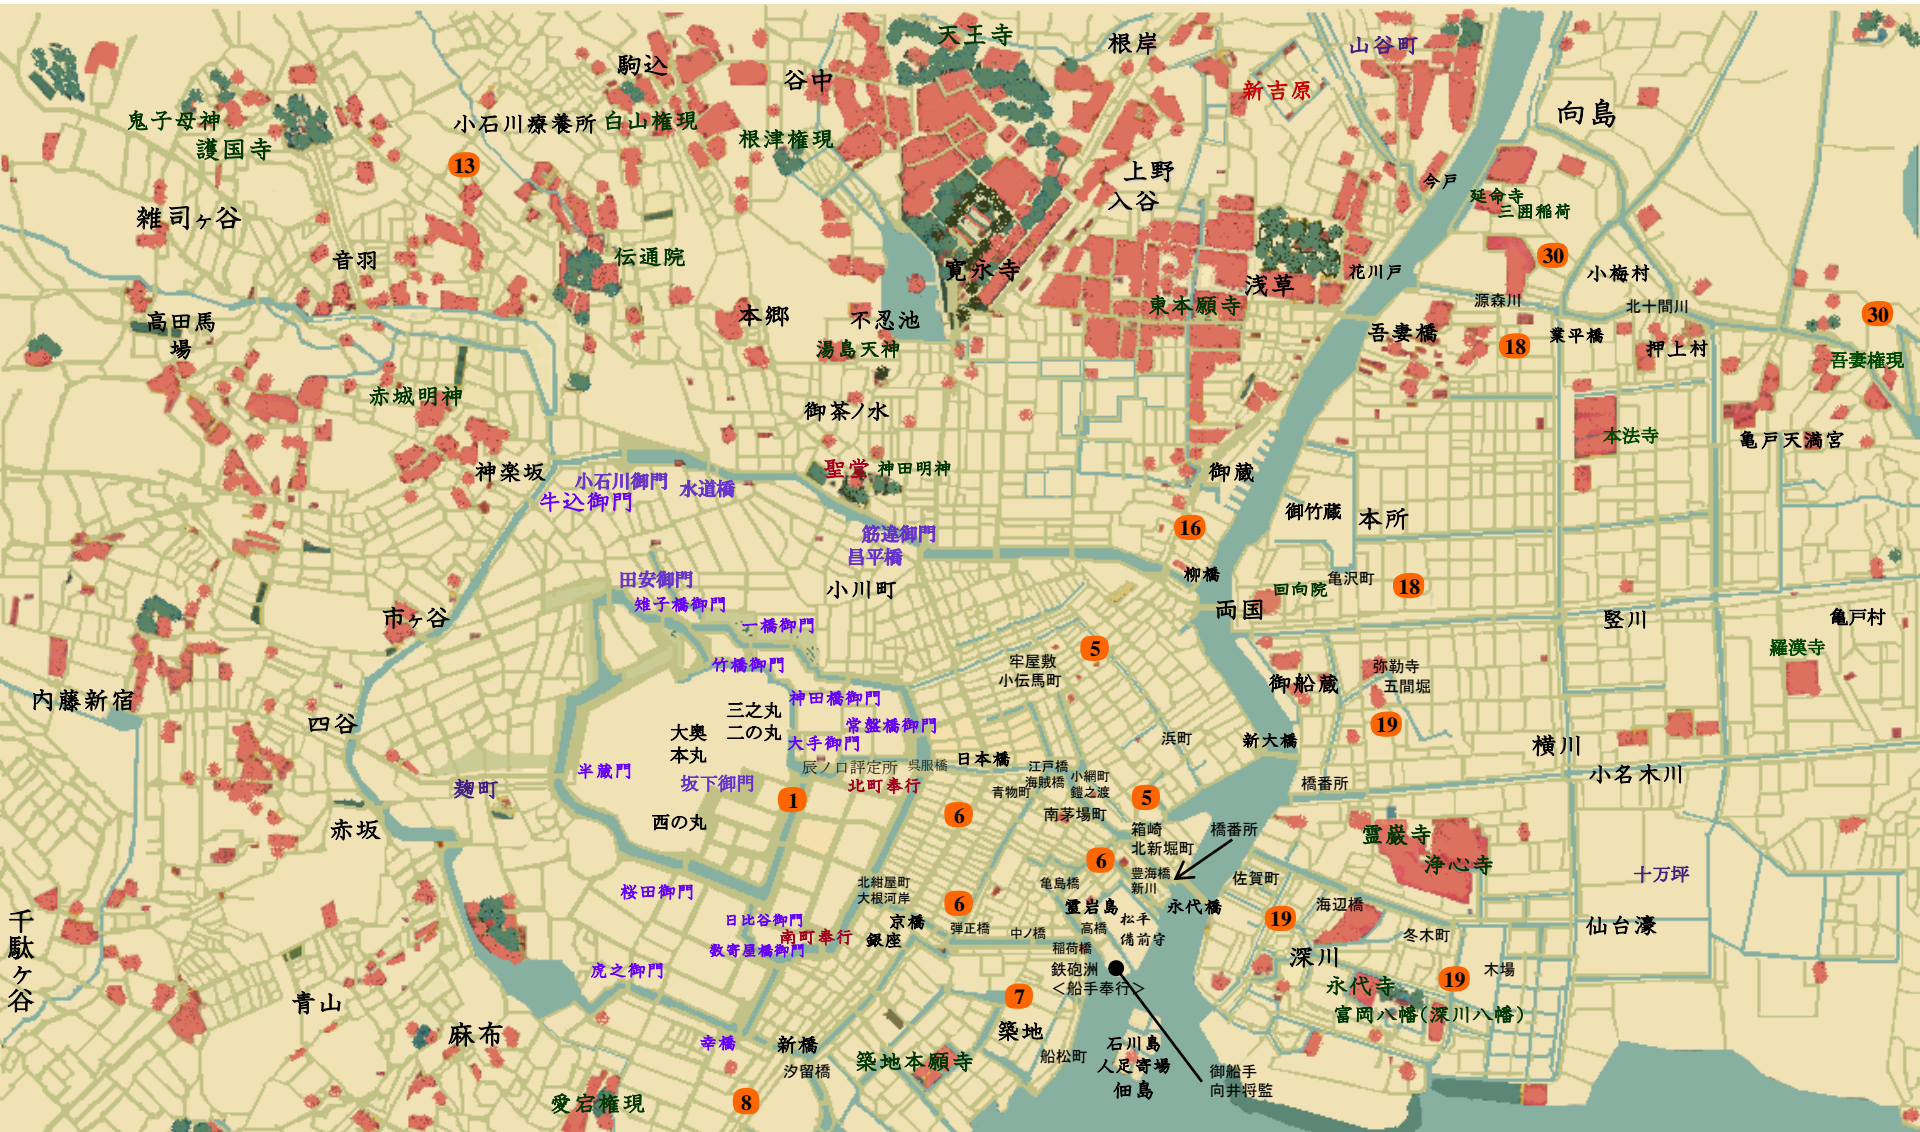 天王寺
根岸
山谷町
駒込
谷中
新吉原
向島
鬼子母神
護国寺
小石川療養所
白山権現
根津権現
13
上野
入谷
今戸
延命寺
三囲稲荷
雑司ヶ谷
音羽
伝通院
寛永寺
浅草
花川戸
30
小梅村
東本願寺
源森川
北十間川
30
高田馬
場
本郷
不忍池
湯島天神
吾妻橋
18
業平橋
押上村
吾妻権現
赤城明神
御茶ノ水
本法寺
亀戸天満宮
神楽坂
小石川御門
牛込御門
水道橋
聖堂
神田明神
御蔵
御竹蔵
本所
16
筋違御門
昌平橋
田安御門
雉子橋御門
小川町
柳橋
回向院
亀沢町
18
両国
竪川
亀戸村
市ヶ谷
一橋御門
竹橋御門
5
牢屋敷
小伝馬町
弥勒寺
五間堀
羅漢寺
内藤新宿
四谷
神田橋御門
三之丸
二の丸
大奥
本丸
常盤橋御門
大手御門
御船蔵
19
浜町
新大橋
横川
半蔵門
坂下御門
辰ノ口評定所
呉服橋
日本橋
北町奉行
江戸橋
海賊橋
青物町
小網町
鎧之渡
橋番所
小名木川
麹町
1
6
5
南茅場町
赤坂
西の丸
箱崎
北新堀町
橋番所
霊巌寺
浄心寺
6
豊海橋
新川
佐賀町
十万坪
桜田御門
北紺屋町
大根河岸
亀島橋
霊岩島
永代橋
19
海辺橋
日比谷御門
南町奉行
数寄屋橋御門
京橋
銀座
6
弾正橋
中ノ橋
高橋
松平
備前守
稲荷橋
冬木町
仙台濠
千駄ヶ谷
虎之御門
鉄砲洲
<船手奉行>
深川
19
木場
青山
7
永代寺
富岡八幡(深川八幡)
麻布
幸橋
新橋
汐留橋
築地
築地本願寺
船松町
石川島
人足寄場
佃島
御船手
向井将監
愛宕権現
8